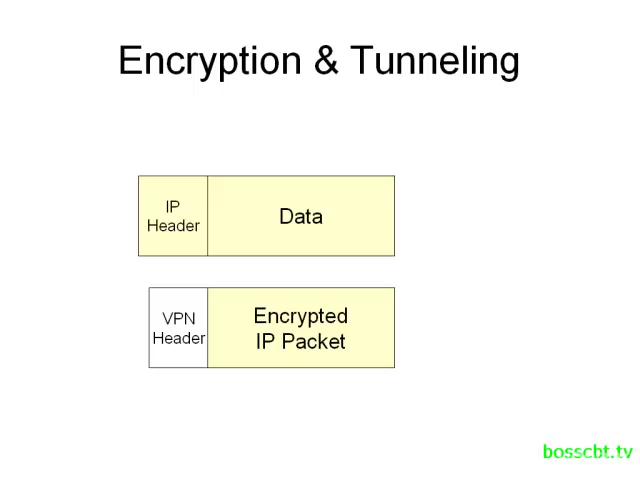 Encryption & Tunneling
IP
Header
Data
VPN
Header
Encrypted
IP Packet
bosscbt.tv